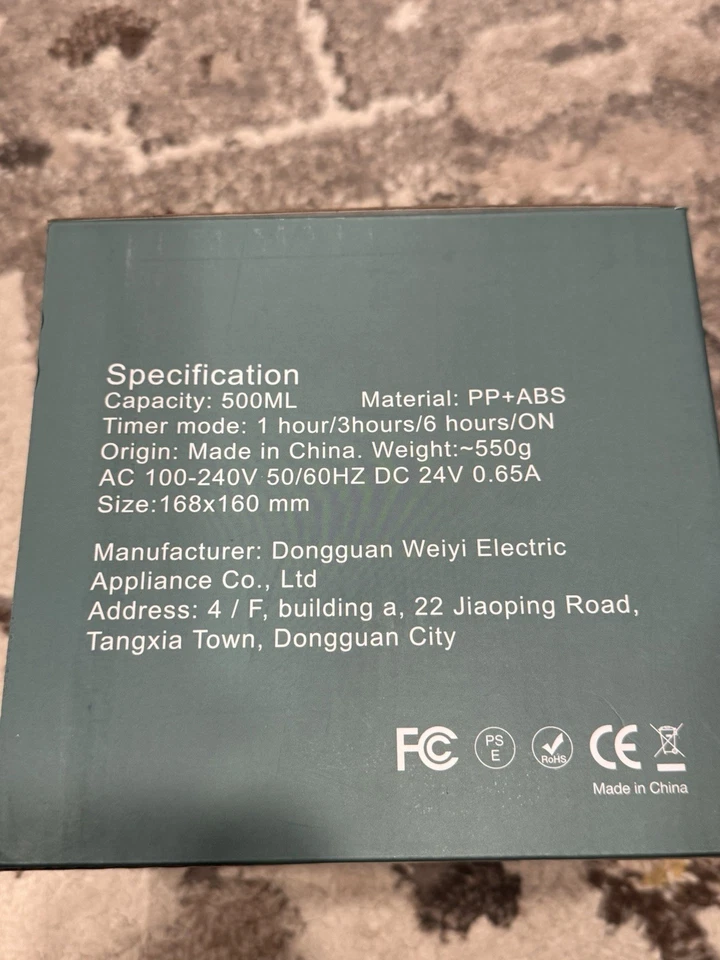 Specification
Capacity: 500ML Material: PP+ABS
Timer mode: 1 hour/3hours/6 hours/ON
Origin: Made in China. Weight:~550g
AC 100-240V 50/60HZ DC 24V 0.65A
Size:168x160 mm
Manufacturer: Dongguan Weiyi Electric
Appliance Co., Ltd
Address: 4 / F, building a, 22 Jiaoping Road,
Tangxia Town, Dongguan City
FC PS E RoHS CE
Made in China